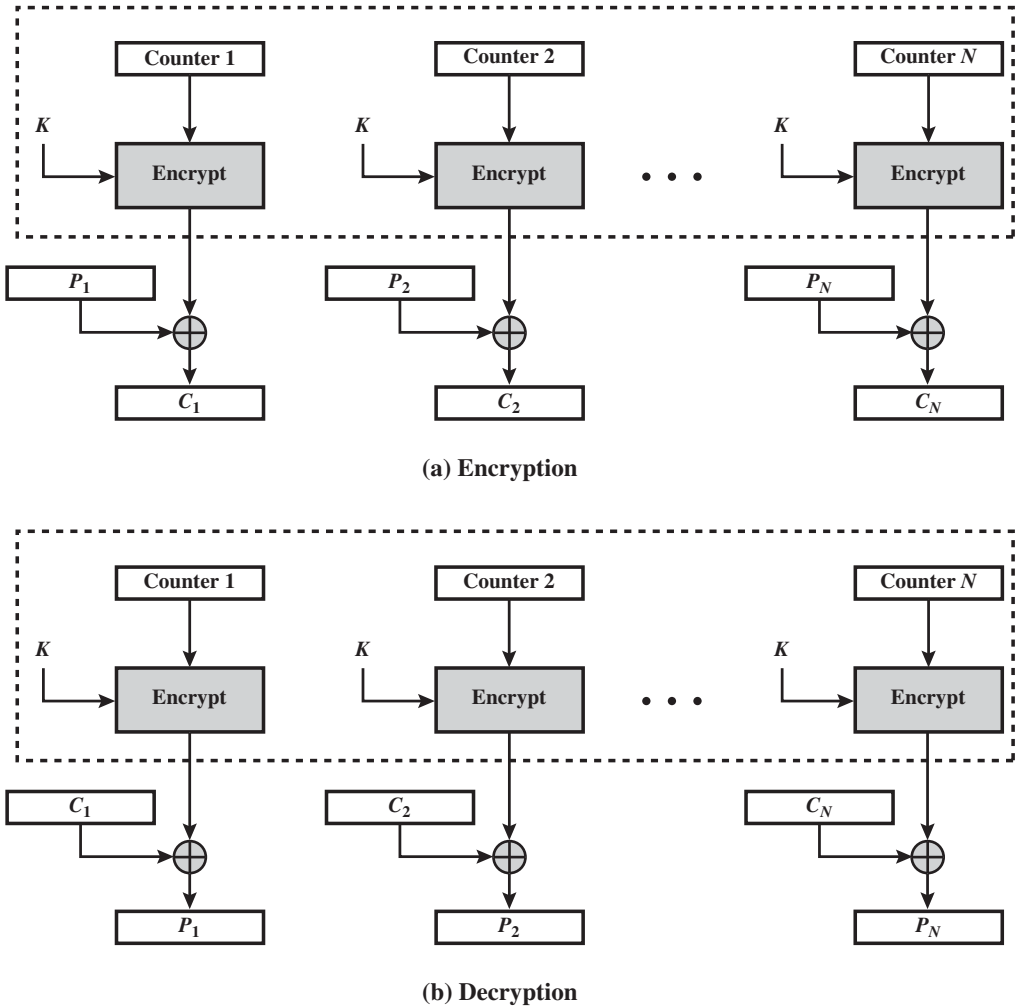 Counter 1 Counter 2 Counter N
K K K
Encrypt Encrypt • • • Encrypt
P1 P2 PN
C1 C2 CN
(a) Encryption
Counter 1 Counter 2 Counter N
K K K
Encrypt Encrypt • • • Encrypt
C1 C2 CN
P1 P2 PN
(b) Decryption